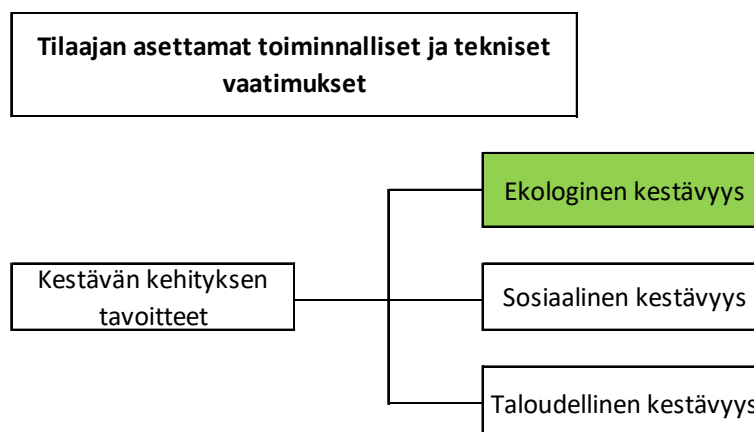 Tilaajan asettamat toiminnalliset ja tekniset
vaatimukset
Ekologinen kestävyys
Kestävän kehityksen
tavoitteet
Sosiaalinen kestävyys
Taloudellinen kestävyys